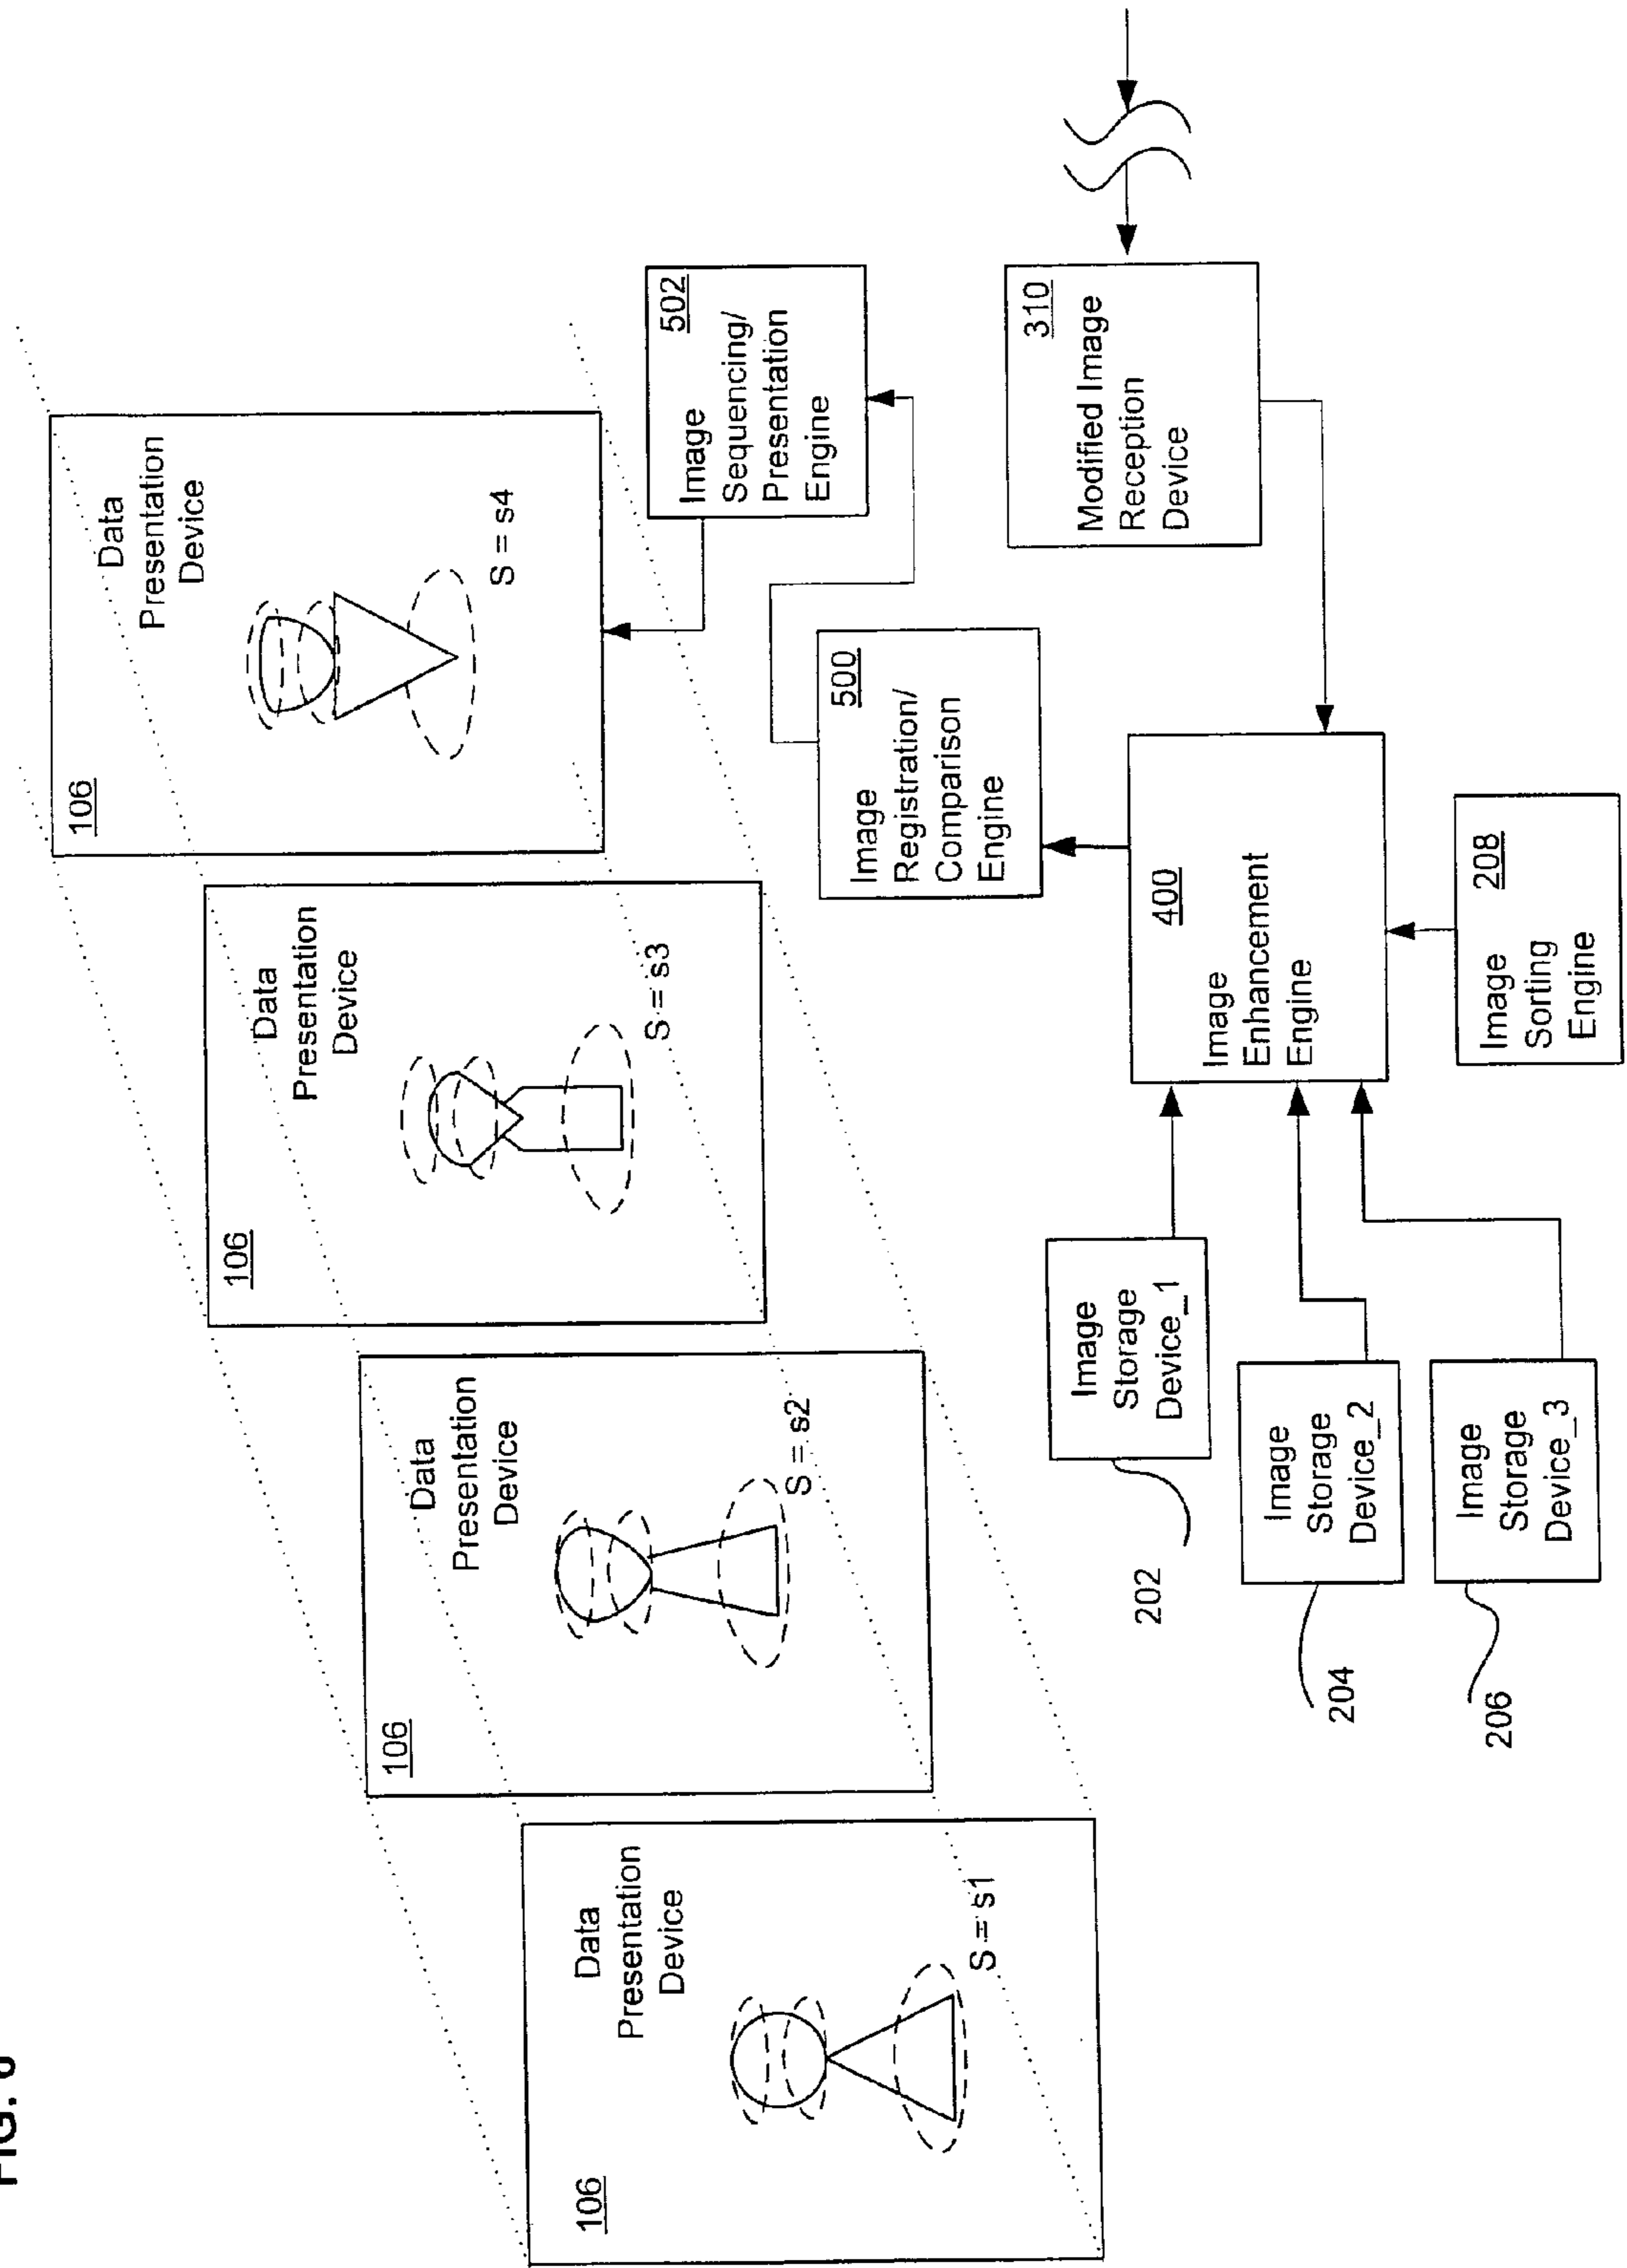 FIG.
106
Data
Presentation
Device
S = s4
106
Data
Presentation
Device
S = s3
106
Data
Presentation
Device
S = s2
106
Data
Presentation
Device
S = s1
502
Image
Sequencing/
Presentation
Engine
500
Image
Registration/
Comparison
Engine
310
Modified Image
Reception
Device
400
Image
Enhancement
Engine
Image
Storage
Device_1
202
Image
Storage
Device_2
204
Image
Storage
Device_3
206
208
Image
Sorting
Engine